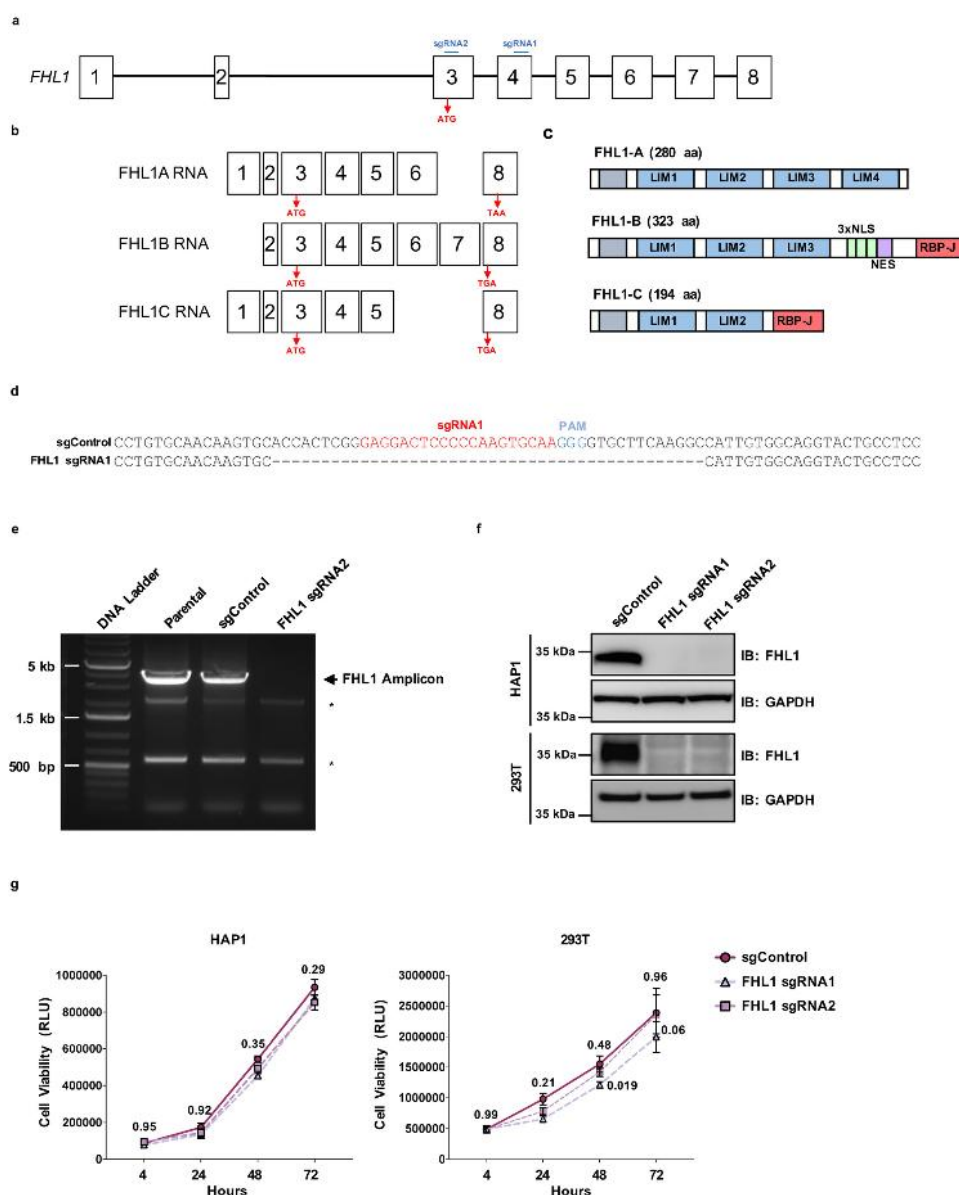 a
sgRNA2 sgRNA1
FHL1 1 2 3 4 5 6 7 8
ATG
b
FHL1A RNA 1 2 3 4 5 6 8
ATG TAA
FHL1B RNA 2 3 4 5 6 7 8
ATG TGA
FHL1C RNA 1 2 3 4 5 8
ATG TGA
c
FHL1-A (280 aa)
LIM1 LIM2 LIM3 LIM4
FHL1-B (323 aa)
3xNLS
LIM1 LIM2 LIM3 RBP-J
NES
FHL1-C (194 aa)
LIM1 LIM2 RBP-J
d
sgRNA1 PAM
sgControl CCTGTGCAACAAGTGCACCACTCGGGAGGACTCCCCCAAGTGCAAGGGGTGCTTCAAGGCCATTGTGGCAGGTACTGCCTCC
FHL1 sgRNA1 CCTGTGCAACAAGTGC-------------------------------------------CATTGTGGCAGGTACTGCCTCC
e
DNA Ladder Parental sgControl FHL1 sgRNA2
5 kb
FHL1 Amplicon
*
1.5 kb
500 bp *
f
sgControl FHL1 sgRNA1 FHL1 sgRNA2
HAP1
35 kDa IB: FHL1
IB: GAPDH
35 kDa
293T
35 kDa IB: FHL1
IB: GAPDH
35 kDa
g
HAP1
Cell Viability (RLU)
1000000
800000
600000
400000
200000
0
0.95 0.92 0.35 0.29
4 24 48 72
Hours
293T
Cell Viability (RLU)
3000000
2500000
2000000
1500000
1000000
500000
0
0.99 0.21 0.48 0.96
0.019 0.06
4 24 48 72
Hours
sgControl
FHL1 sgRNA1
FHL1 sgRNA2